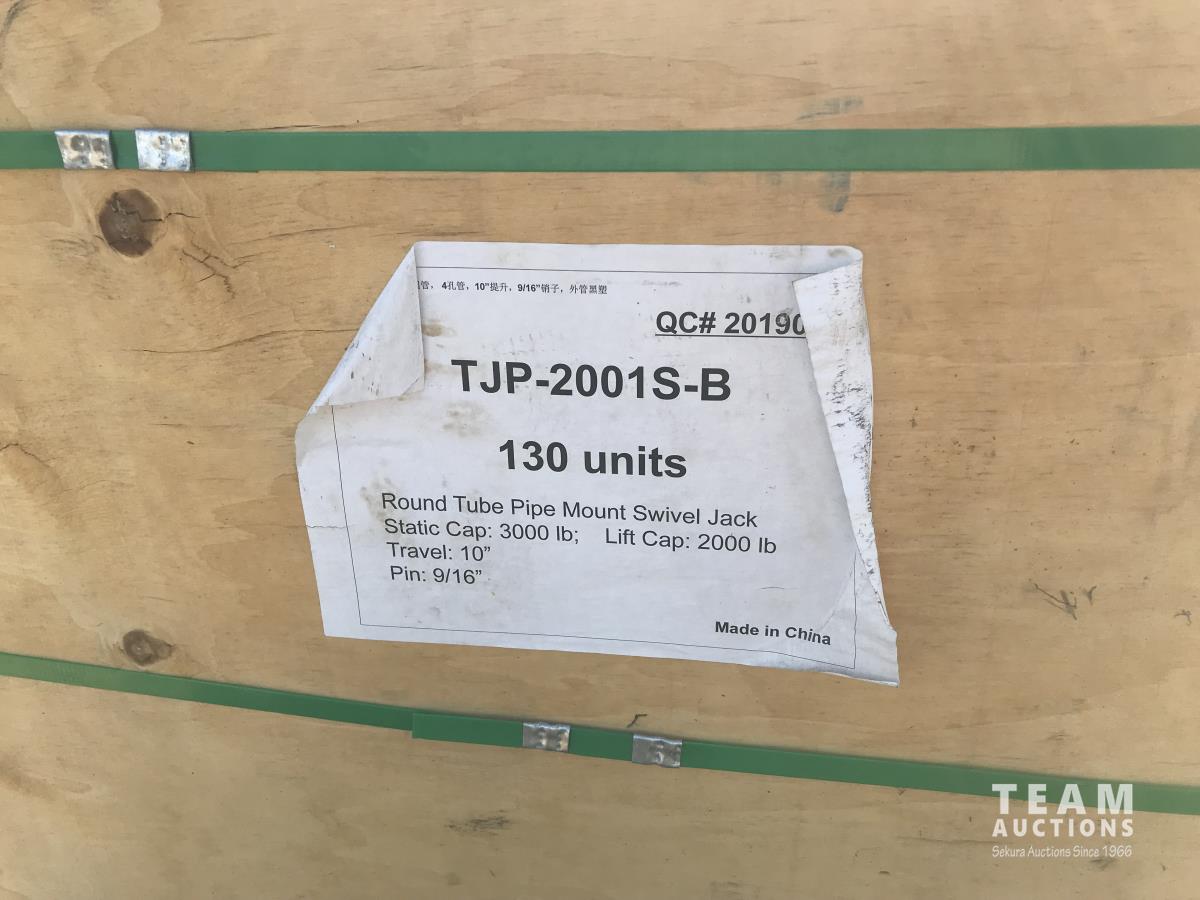 管，4孔管，10"提升，9/16"销子，外管黑塑
QC# 20190
TJP-2001S-B
130 units
Round Tube Pipe Mount Swivel Jack
Static Cap: 3000 lb; Lift Cap: 2000 lb
Travel: 10”
Pin: 9/16”
Made in China
TEAM
AUCTIONS
Sekura Auctions Since 1966